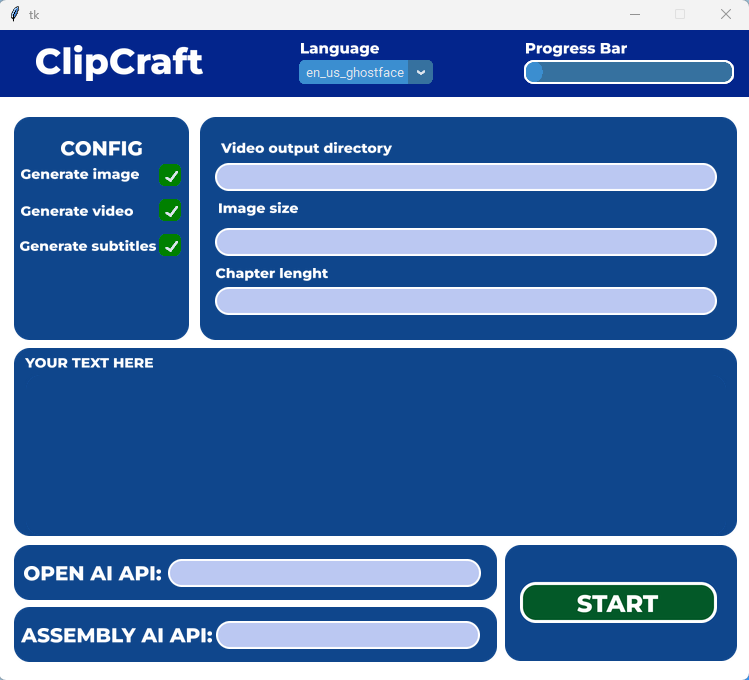 tk
ClipCraft
Language
en_us_ghostface
Progress Bar
CONFIG
Generate image
Generate video
Generate subtitles
Video output directory
Image size
Chapter lenght
YOUR TEXT HERE
OPEN AI API:
ASSEMBLY AI API:
START